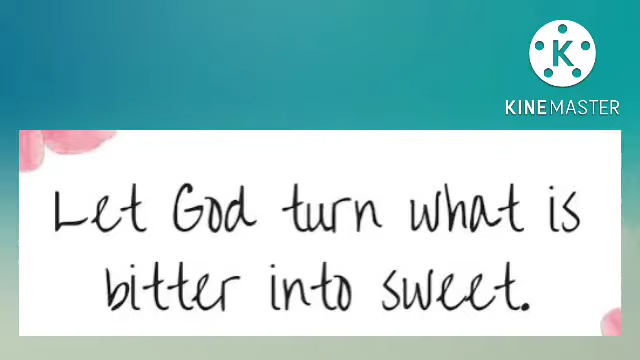 K
KINEMASTER
Let God turn what is
bitter into sweet.